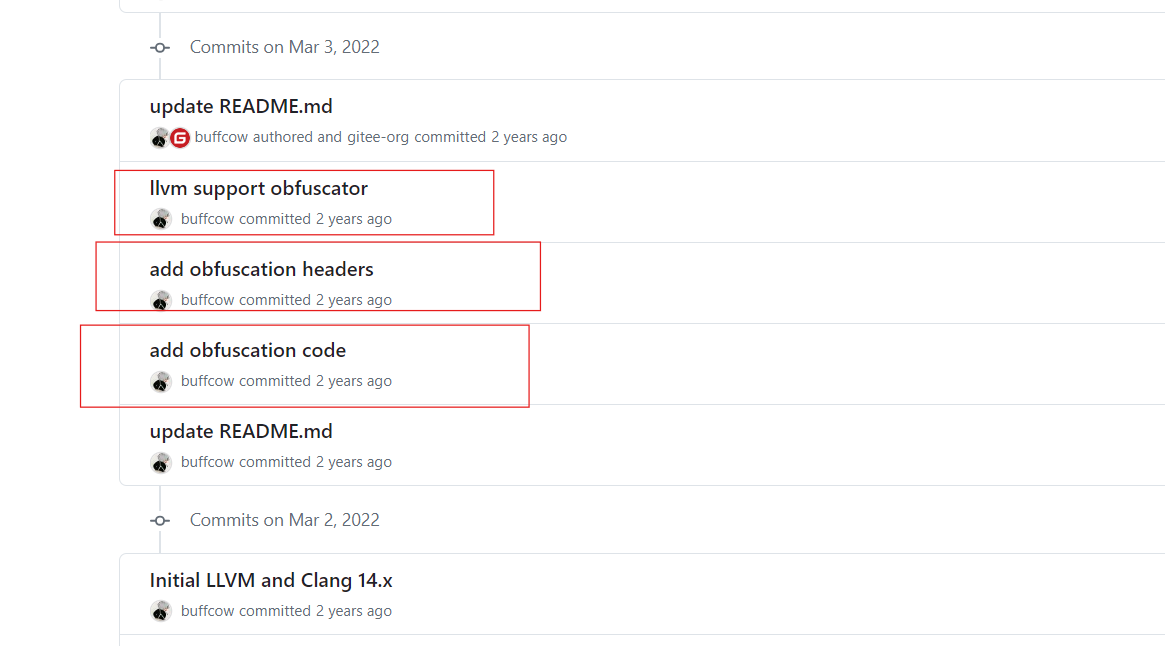 Commits on Mar 3, 2022
update README.md
buffcow authored and gitee-org committed 2 years ago
llvm support obfuscator
buffcow committed 2 years ago
add obfuscation headers
buffcow committed 2 years ago
add obfuscation code
buffcow committed 2 years ago
update README.md
buffcow committed 2 years ago
Commits on Mar 2, 2022
Initial LLVM and Clang 14.x
buffcow committed 2 years ago